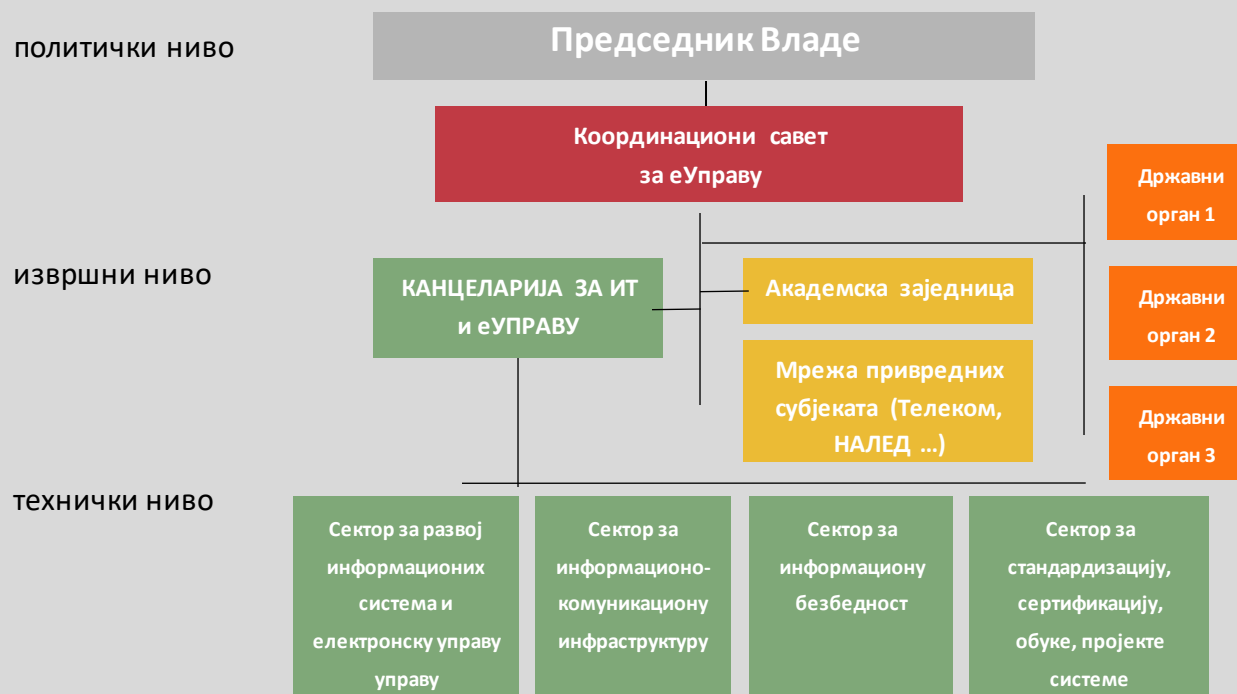 политички ниво
Председник Владе
Координациони савет
за еУправу
Државни
орган 1
извршни ниво
КАНЦЕЛАРИЈА ЗА ИТ
и еУПРАВУ
Академска заједница
Државни
орган 2
Мрежа привредних
субјеката (Телеком,
НАЛЕД ...)
Државни
орган 3
технички ниво
Сектор за развој
информационих
система и
електронску управу
управу
Сектор за
информационо-
комуникациону
инфраструктуру
Сектор за
информациону
безбедност
Сектор за
стандардизацију,
сертификацију,
обуке, пројекте
системе